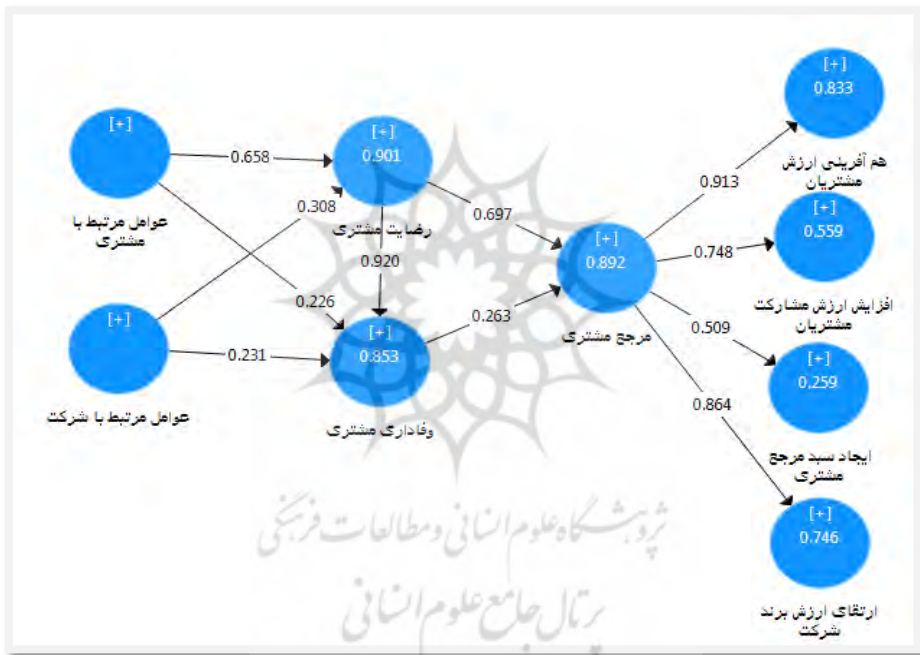 [+]
0.833
هم آفرینی ارزش
مشتریان
[+]
0.901
رضایت مشتری
[+]
عوامل مرتبط با
مشتری
0.658
0.308
0.913
0.697
[+]
0.559
افزایش ارزش مشارکت
مشتریان
0.748
[+]
0.892
مرجع مشتری
0.920
0.226
0.263
0.509
[+]
عوامل مرتبط با شرکت
0.231
[+]
0.853
وفاداری مشتری
[+]
0.259
ایجاد سبد مرجع
مشتری
0.864
[+]
0.746
ارتقای ارزش برند
شرکت
پژوهشگاه علوم انسانی و مطالعات فرهنگی
پرتال جامع علوم انسانی